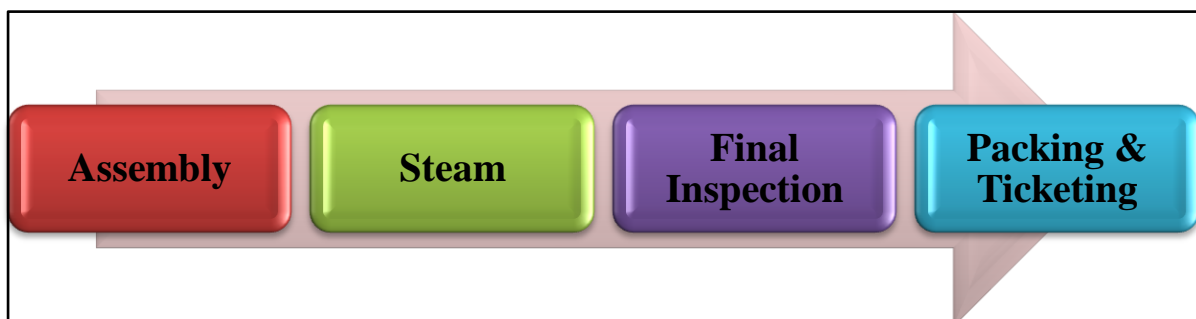 Assembly
Steam
Final
Inspection
Packing &
Ticketing